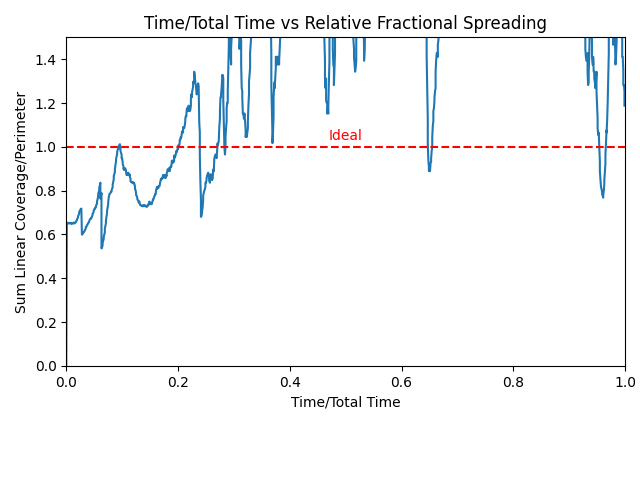 Time/Total Time vs Relative Fractional Spreading
Sum Linear Coverage/Perimeter
1.4
1.2
1.0
0.8
0.6
0.4
0.2
0.0
Ideal
0.0 0.2 0.4 0.6 0.8 1.0
Time/Total Time